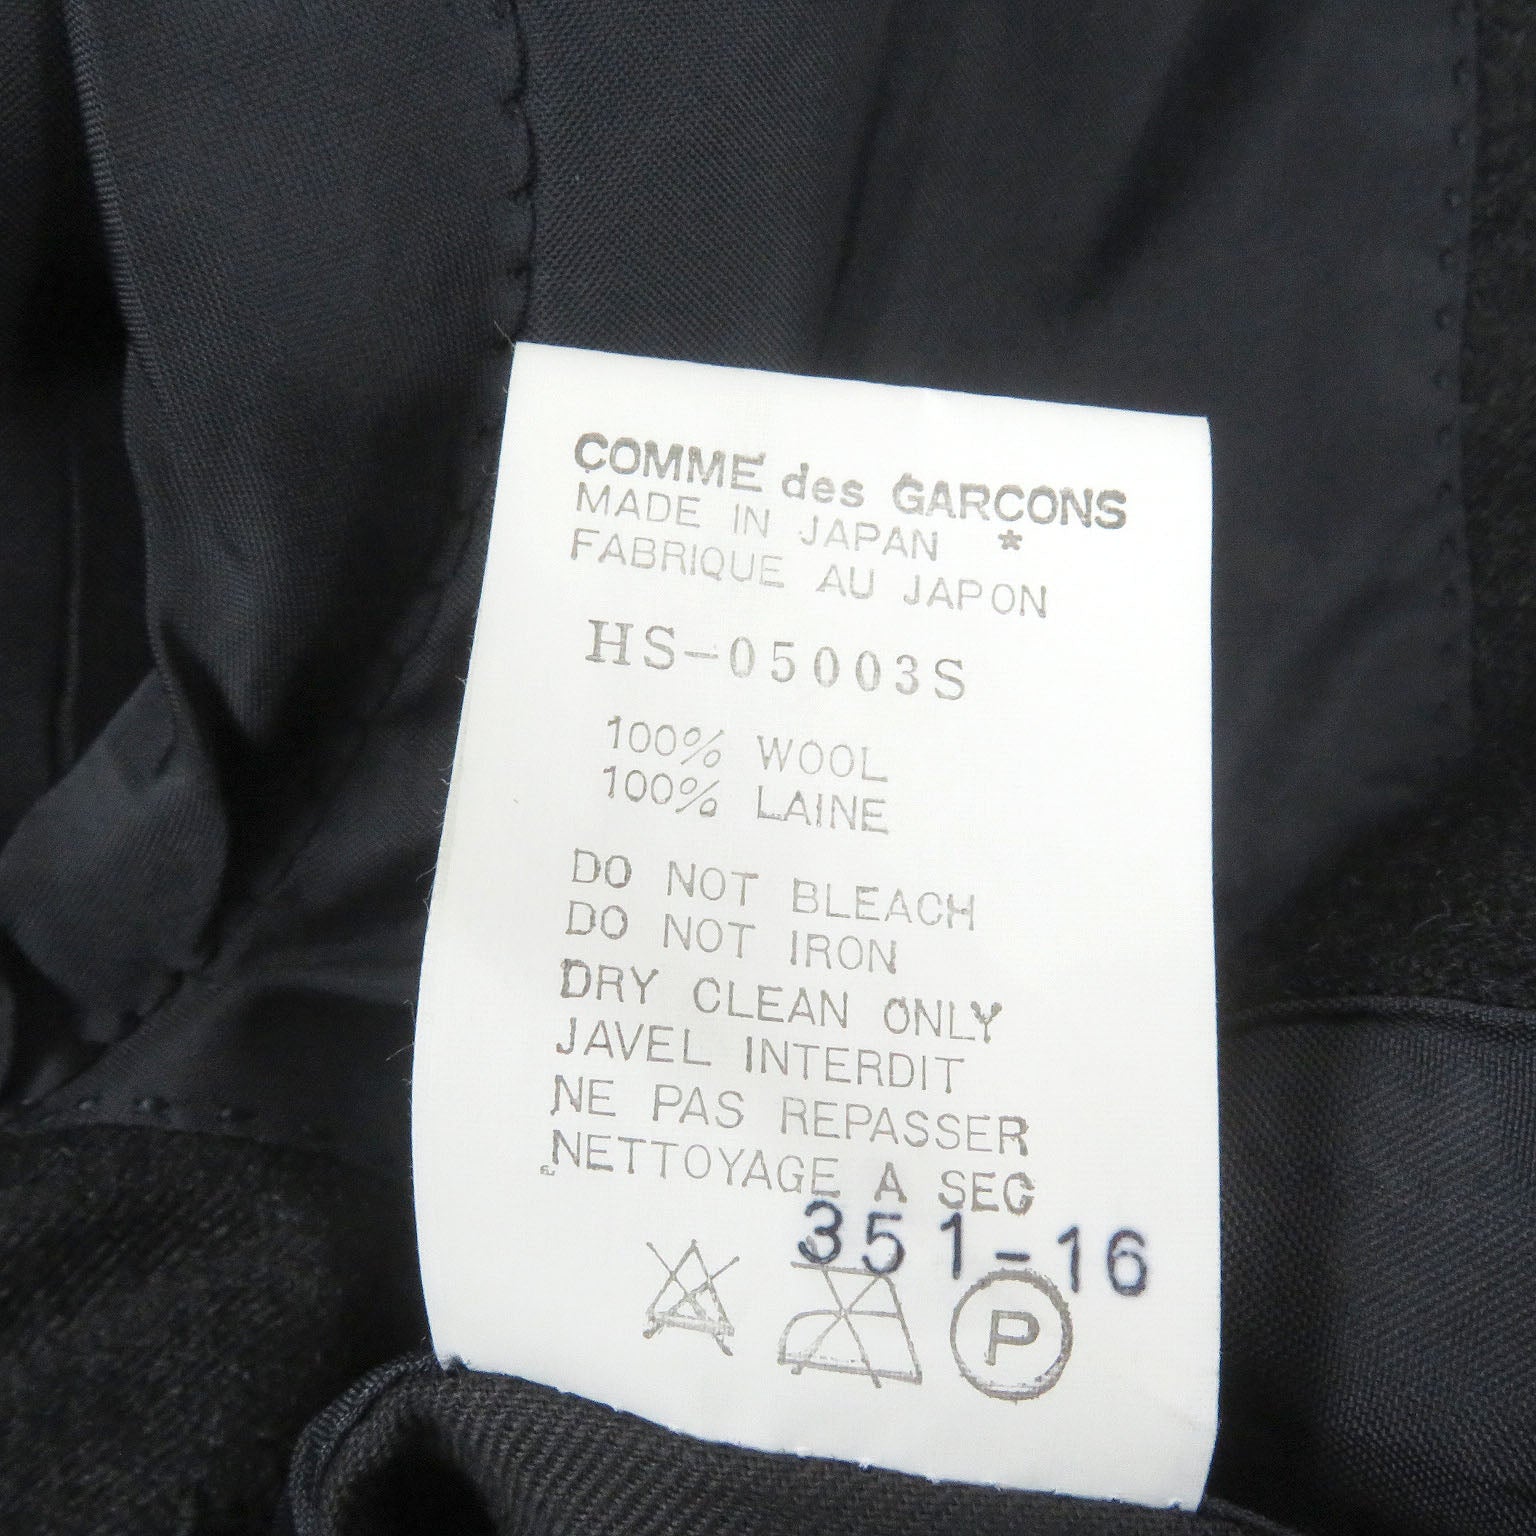 COMME des GARCONS
MADE IN JAPAN *
FABRIQUE AU JAPON
HS-05003S
100% WOOL
100% LAINE
DO NOT BLEACH
DO NOT IRON
DRY CLEAN ONLY
JAVEL INTERDIT
NE PAS REPASSER
NETTOYAGE A SEC
351-16
P